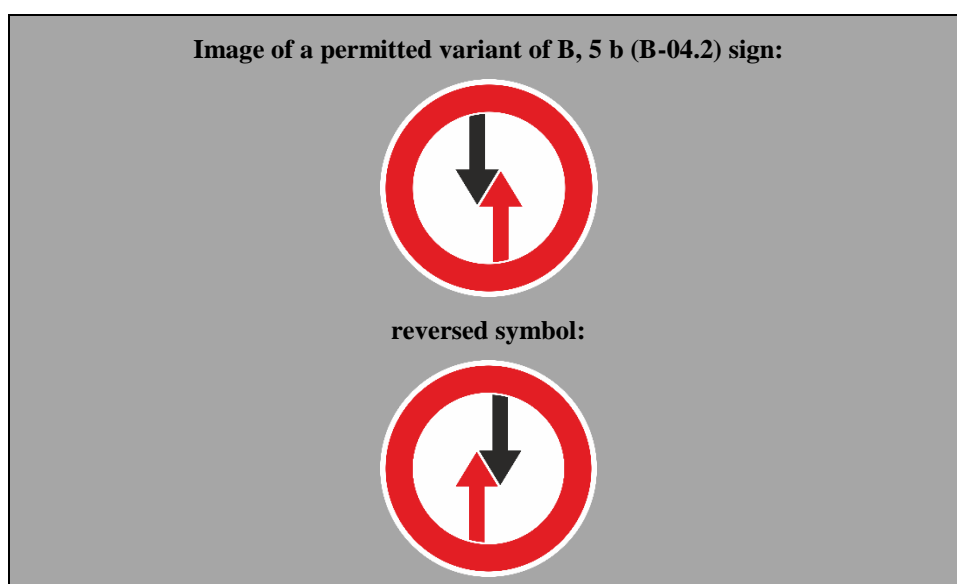 Image of a permitted variant of B, 5 b (B-04.2) sign:
reversed symbol: